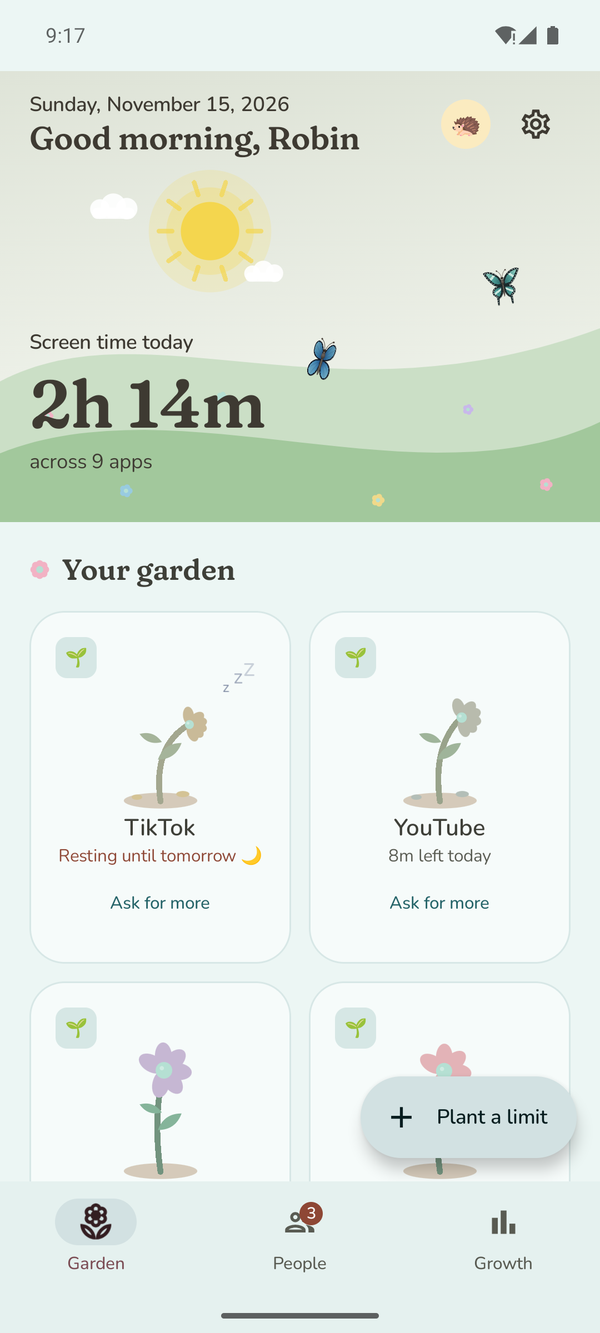 9:17
Sunday, November 15, 2026
Good morning, Robin
Screen time today
2h 14m
across 9 apps
Your garden
z z Z
TikTok
Resting until tomorrow 🌙
Ask for more
YouTube
8m left today
Ask for more
+ Plant a limit
3
Garden
People
Growth